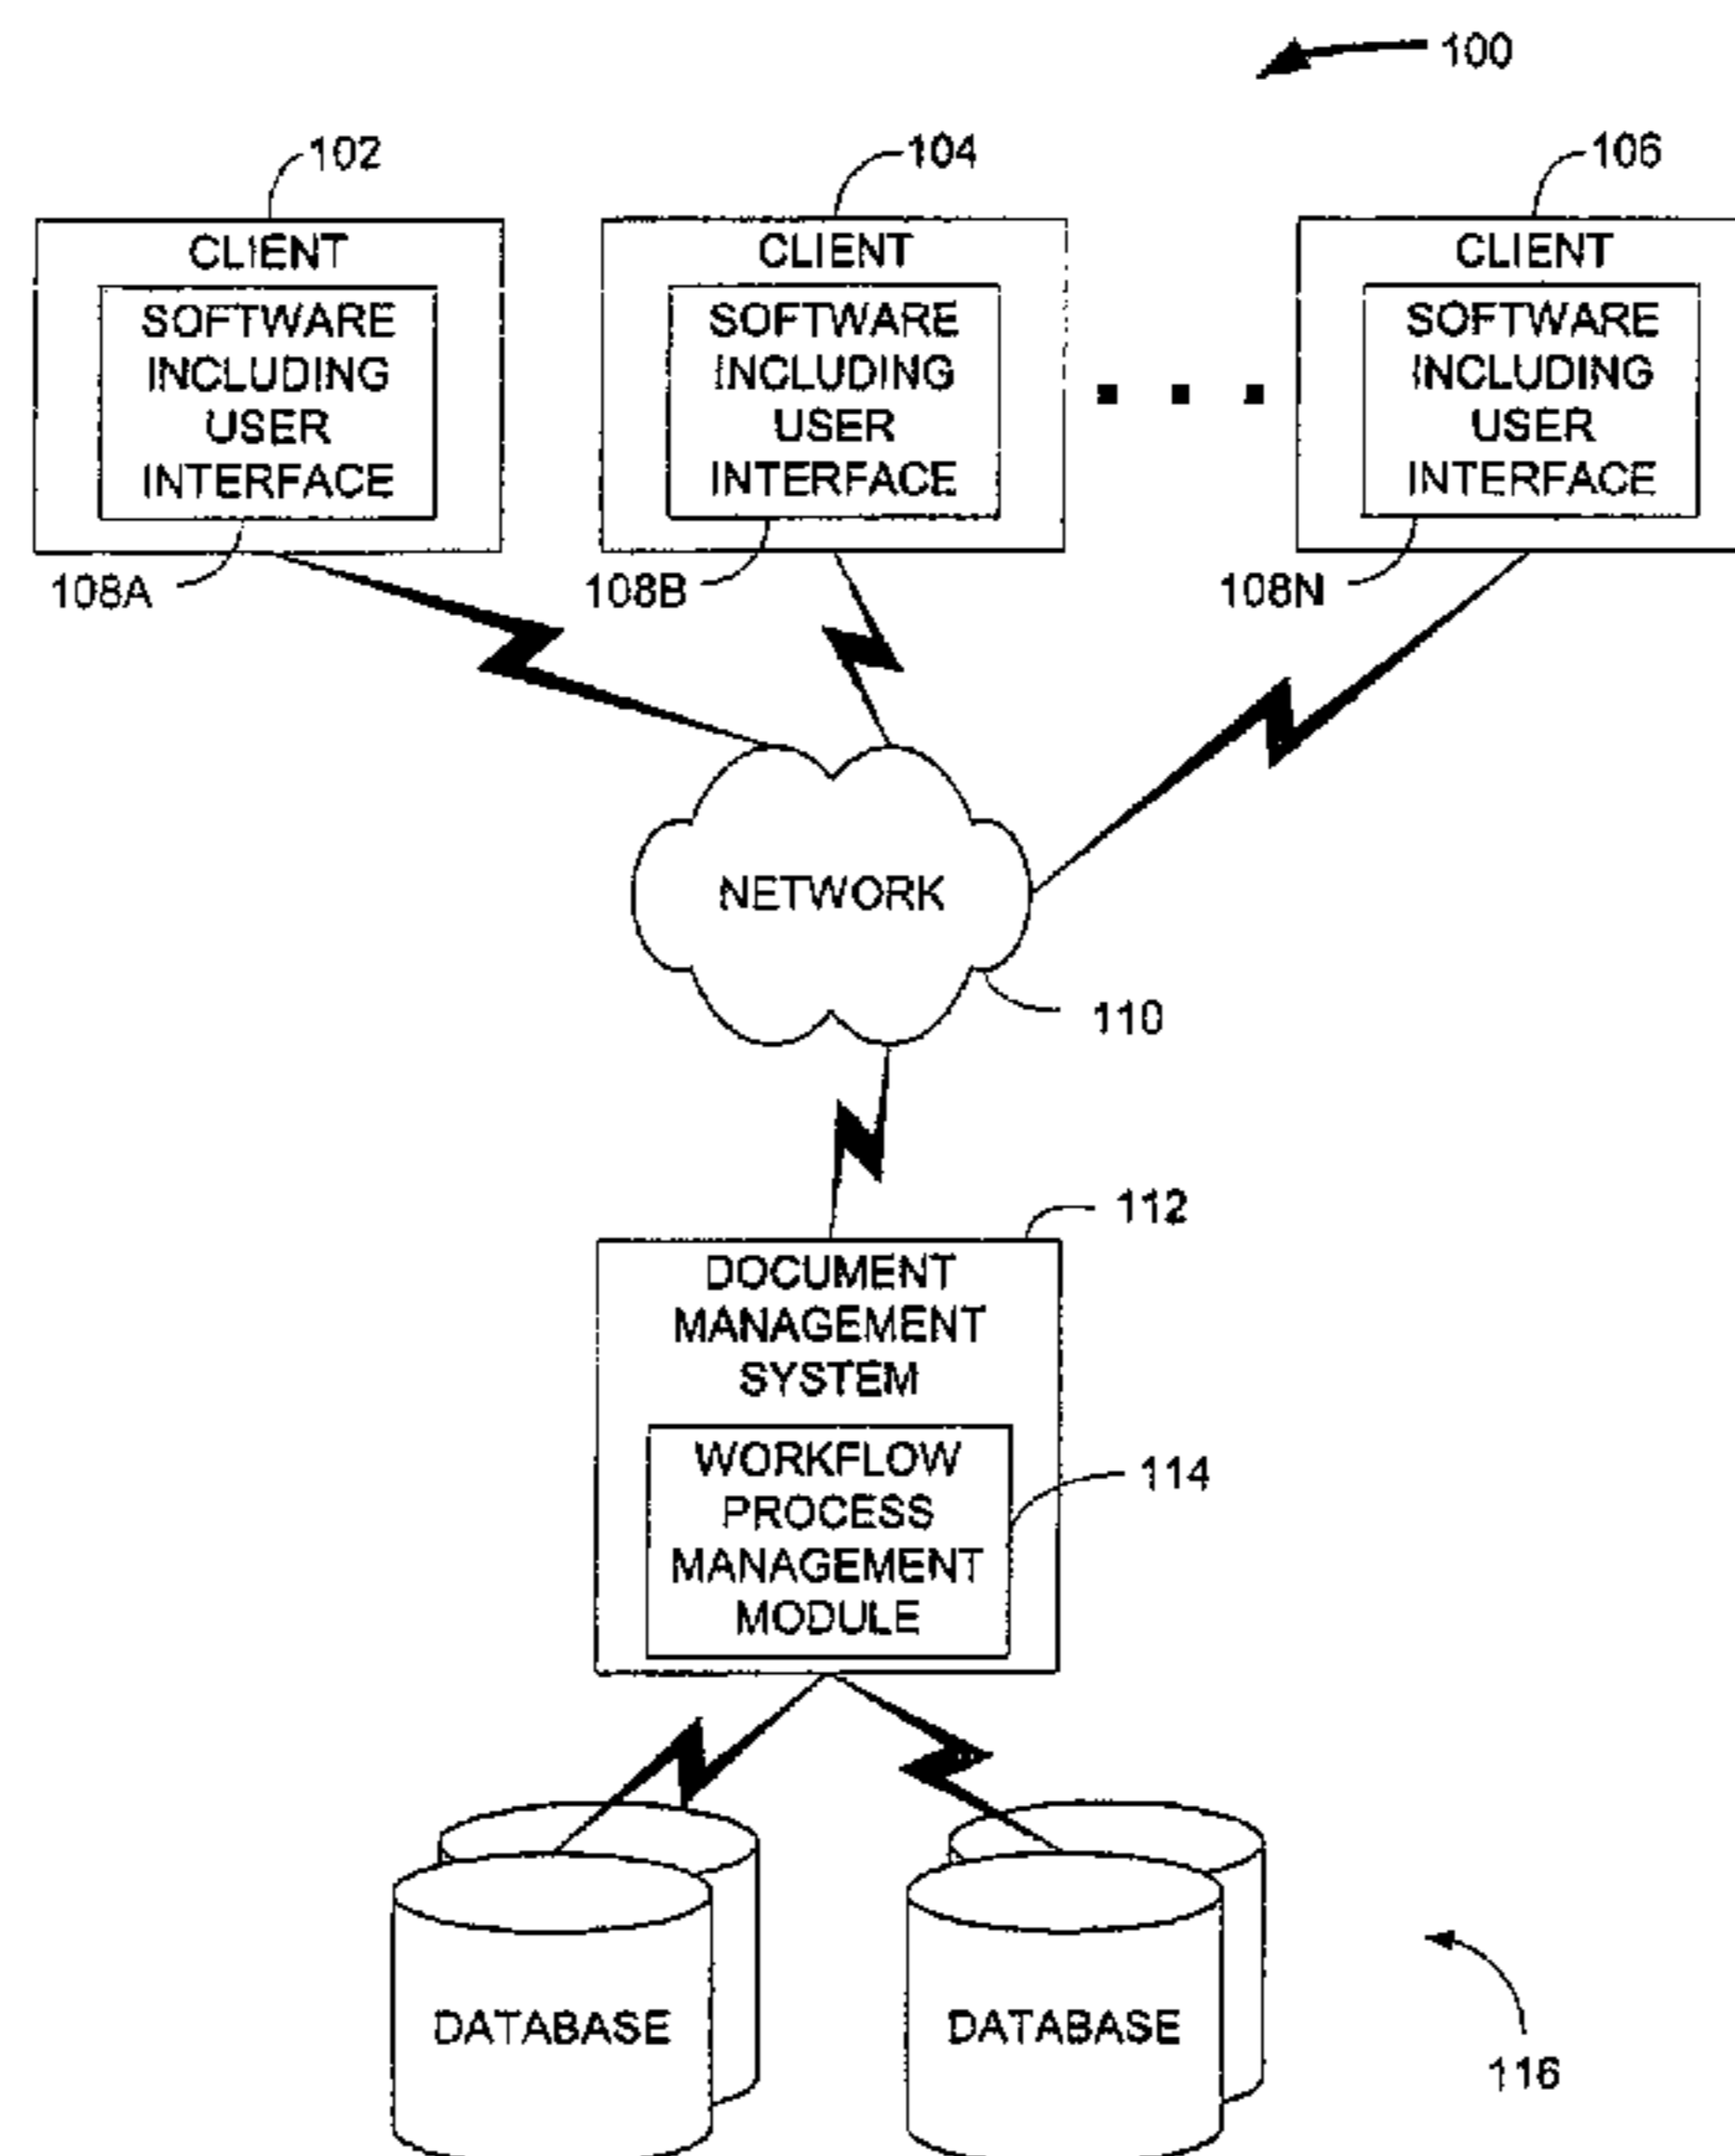 100
102
104
106
CLIENT
SOFTWARE
INCLUDING
USER
INTERFACE
CLIENT
SOFTWARE
INCLUDING
USER
INTERFACE
CLIENT
SOFTWARE
INCLUDING
USER
INTERFACE
108A
108B
108N
NETWORK
110
112
DOCUMENT
MANAGEMENT
SYSTEM
WORKFLOW
PROCESS
MANAGEMENT
MODULE
114
DATABASE
DATABASE
116